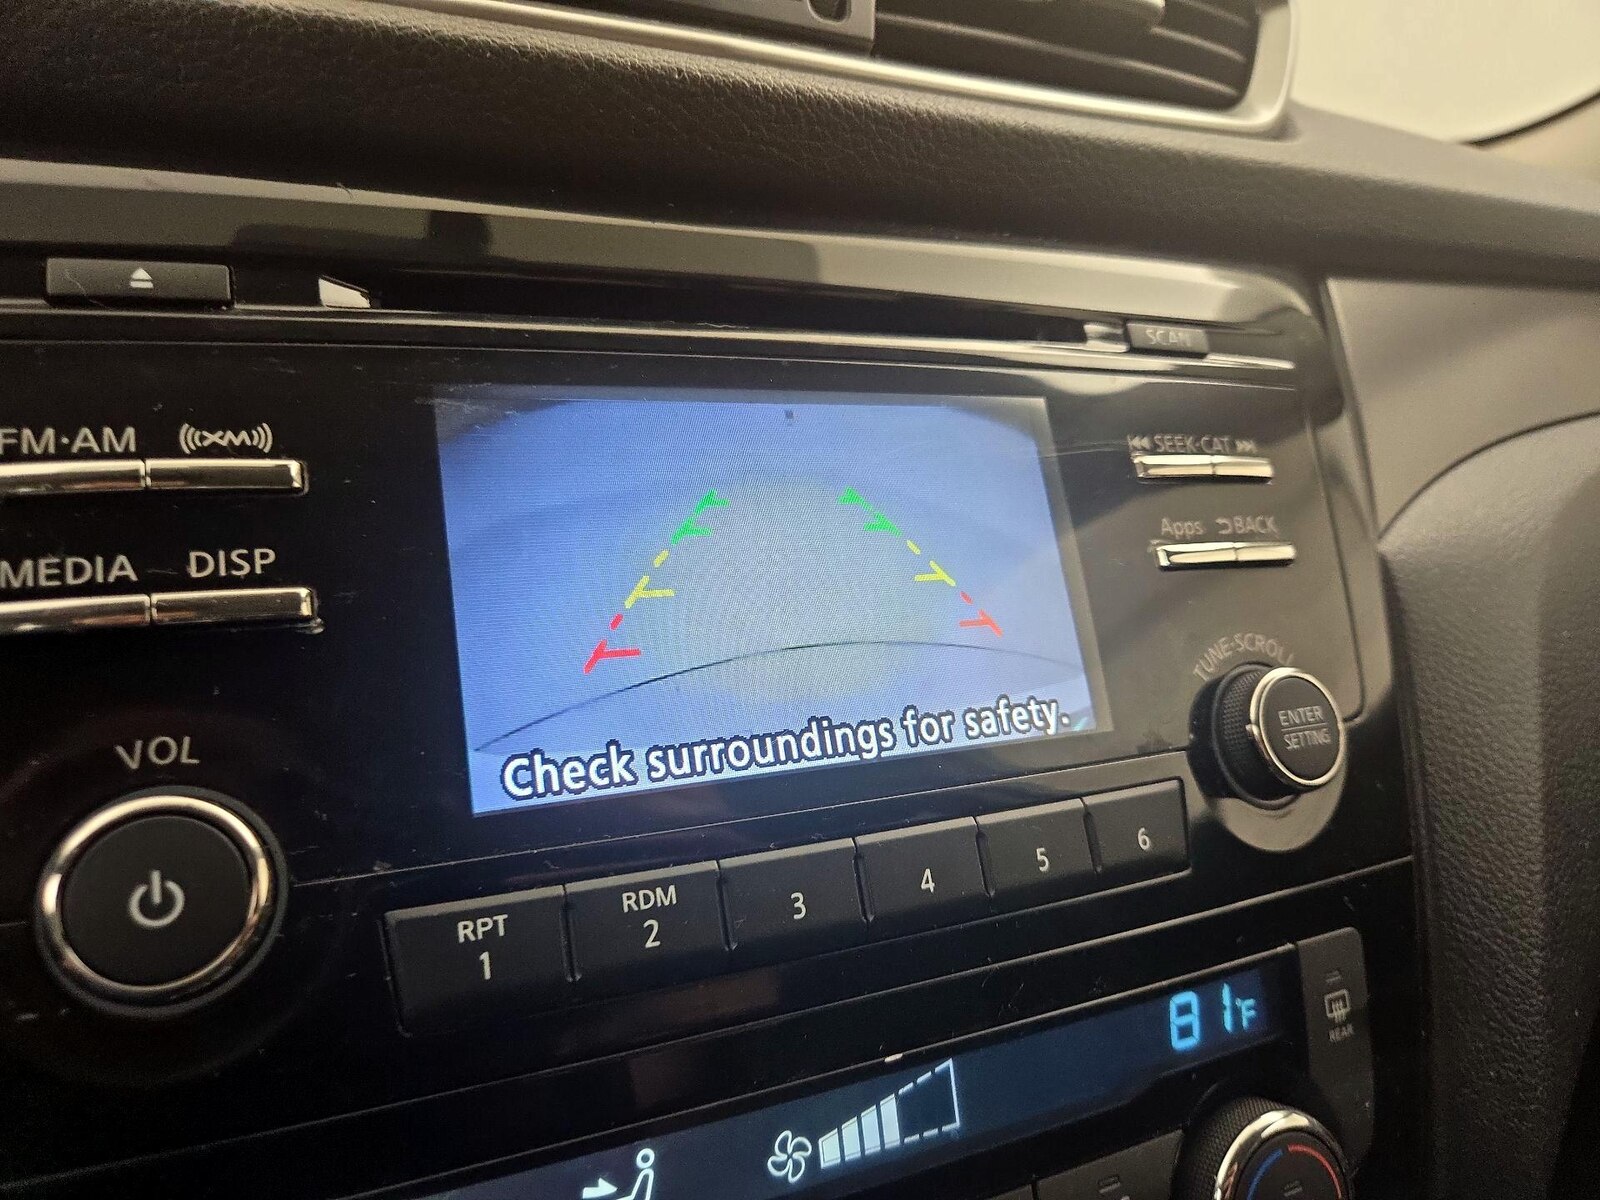 SCAN
FM·AM
XM
SEEK·CAT
MEDIA
DISP
Apps
BACK
TUNE·SCROLL
ENTER
SETTING
VOL
Check surroundings for safety.
RPT
1
RDM
2
3
4
5
6
81°F
REAR